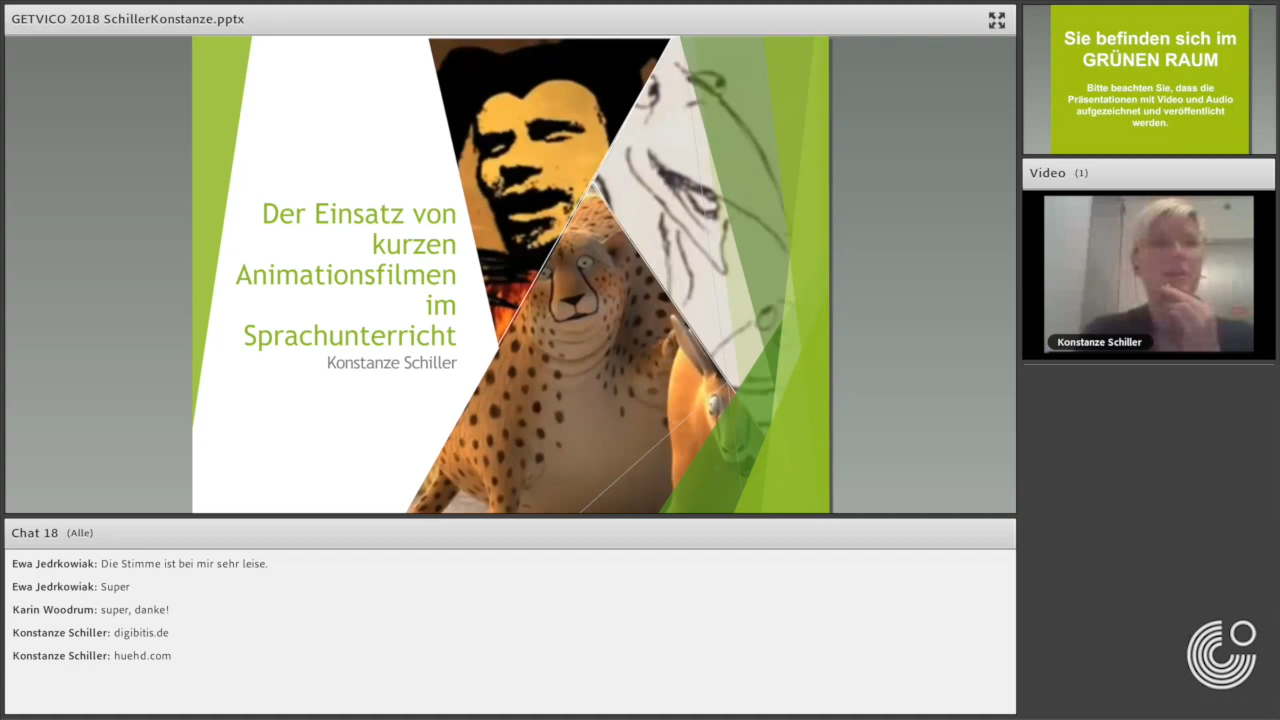 GETVICO 2018 SchillerKonstanze.pptx
Der Einsatz von
kurzen
Animationsfilmen
im
Sprachunterricht
Konstanze Schiller
Sie befinden sich im
GRÜNEN RAUM
Bitte beachten Sie, dass die
Präsentationen mit Video und Audio
aufgezeichnet und veröffentlicht
werden.
Video (1)
Konstanze Schiller
Chat 18 (Alle)
Ewa Jedrkowiak: Die Stimme ist bei mir sehr leise.
Ewa Jedrkowiak: Super
Karin Woodrum: super, danke!
Konstanze Schiller: digibitis.de
Konstanze Schiller: huehd.com